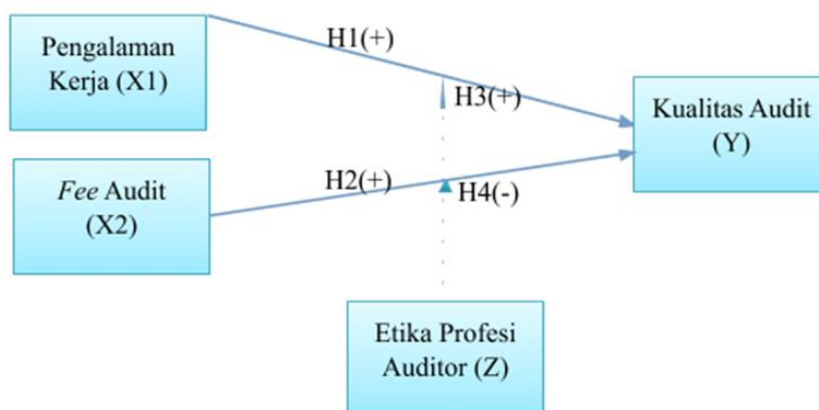 Pengalaman
Kerja (X1)
H1(+)
H3(+)
Kualitas Audit
(Y)
Fee Audit
(X2)
H2(+)
H4(-)
Etika Profesi
Auditor (Z)